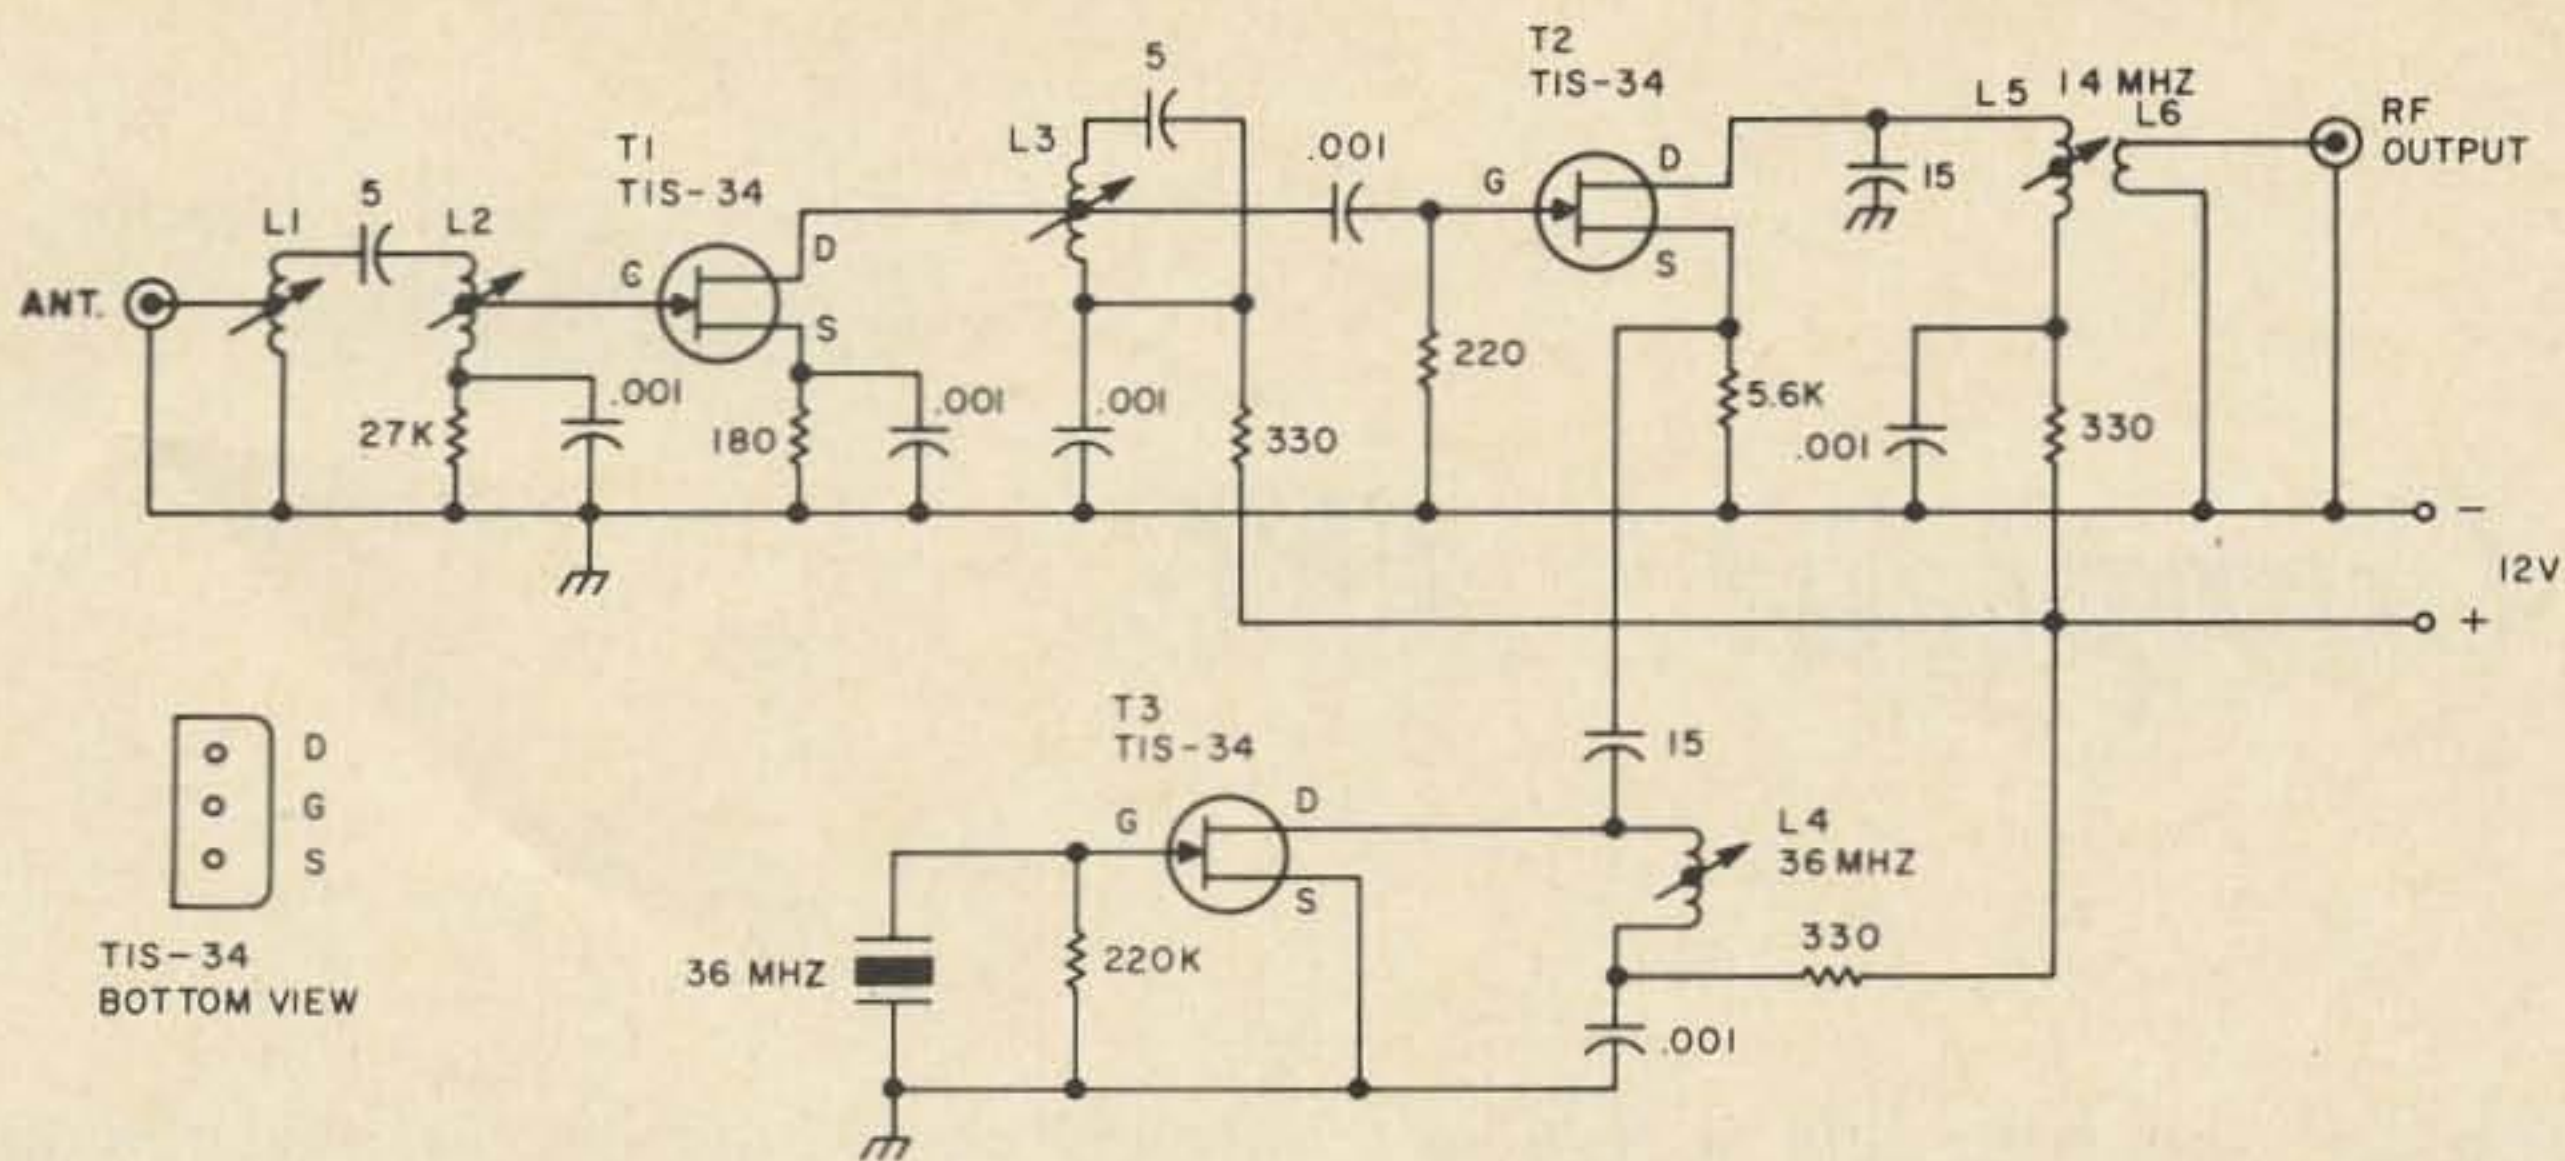 T2
TIS-34
5
L5
14 MHZ
L6
RF
OUTPUT
L3
.001
T1
TIS-34
G
D
15
5
L1
L2
D
G
S
S
ANT.
220
.001
.001
.001
5.6K
27K
180
330
.001
330
-
12V
+
T3
TIS-34
15
D
G
S
D
G
L4
36 MHZ
S
330
TIS-34
BOTTOM VIEW
36 MHZ
220K
.001